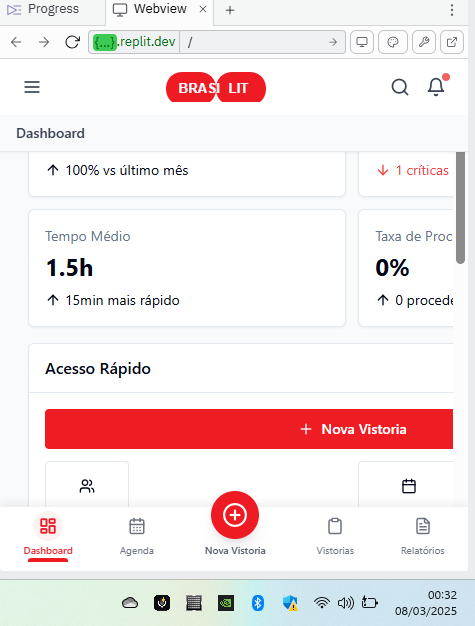 Progress
Webview
{...}.replit.dev
/
BRASILIT
Dashboard
100% vs último mês
1 críticas
Tempo Médio
Taxa de Proc
1.5h
0%
15min mais rápido
0 procede
Acesso Rápido
Nova Vistoria
Dashboard
Agenda
Nova Vistoria
Vistorias
Relatórios
00:32
08/03/2025